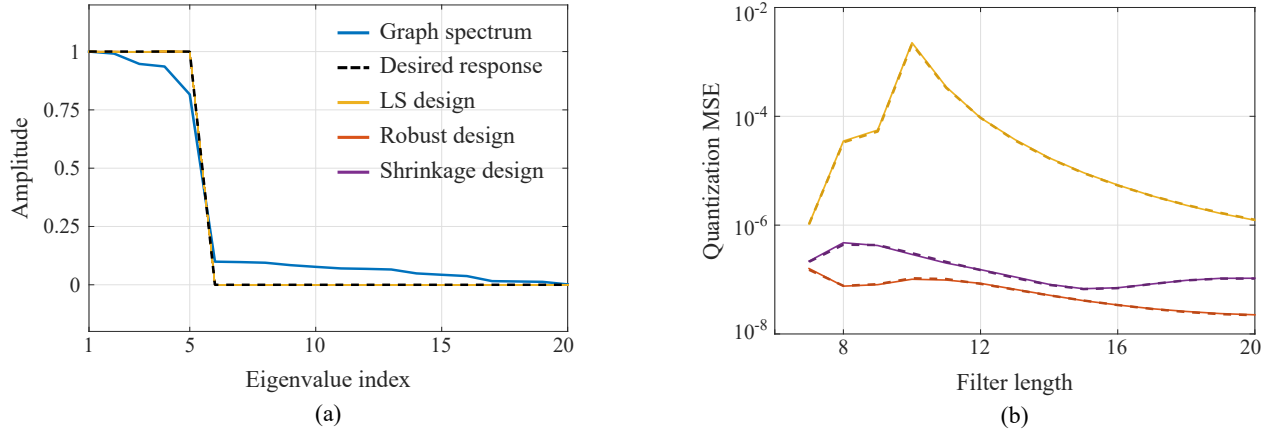 Amplitude
1
0.75
0.5
0.25
0
1
5
10
15
20
Eigenvalue index
Graph spectrum
Desired response
LS design
Robust design
Shrinkage design
(a)
Quantization MSE
10^-2
10^-4
10^-6
10^-8
8
12
16
20
Filter length
(b)